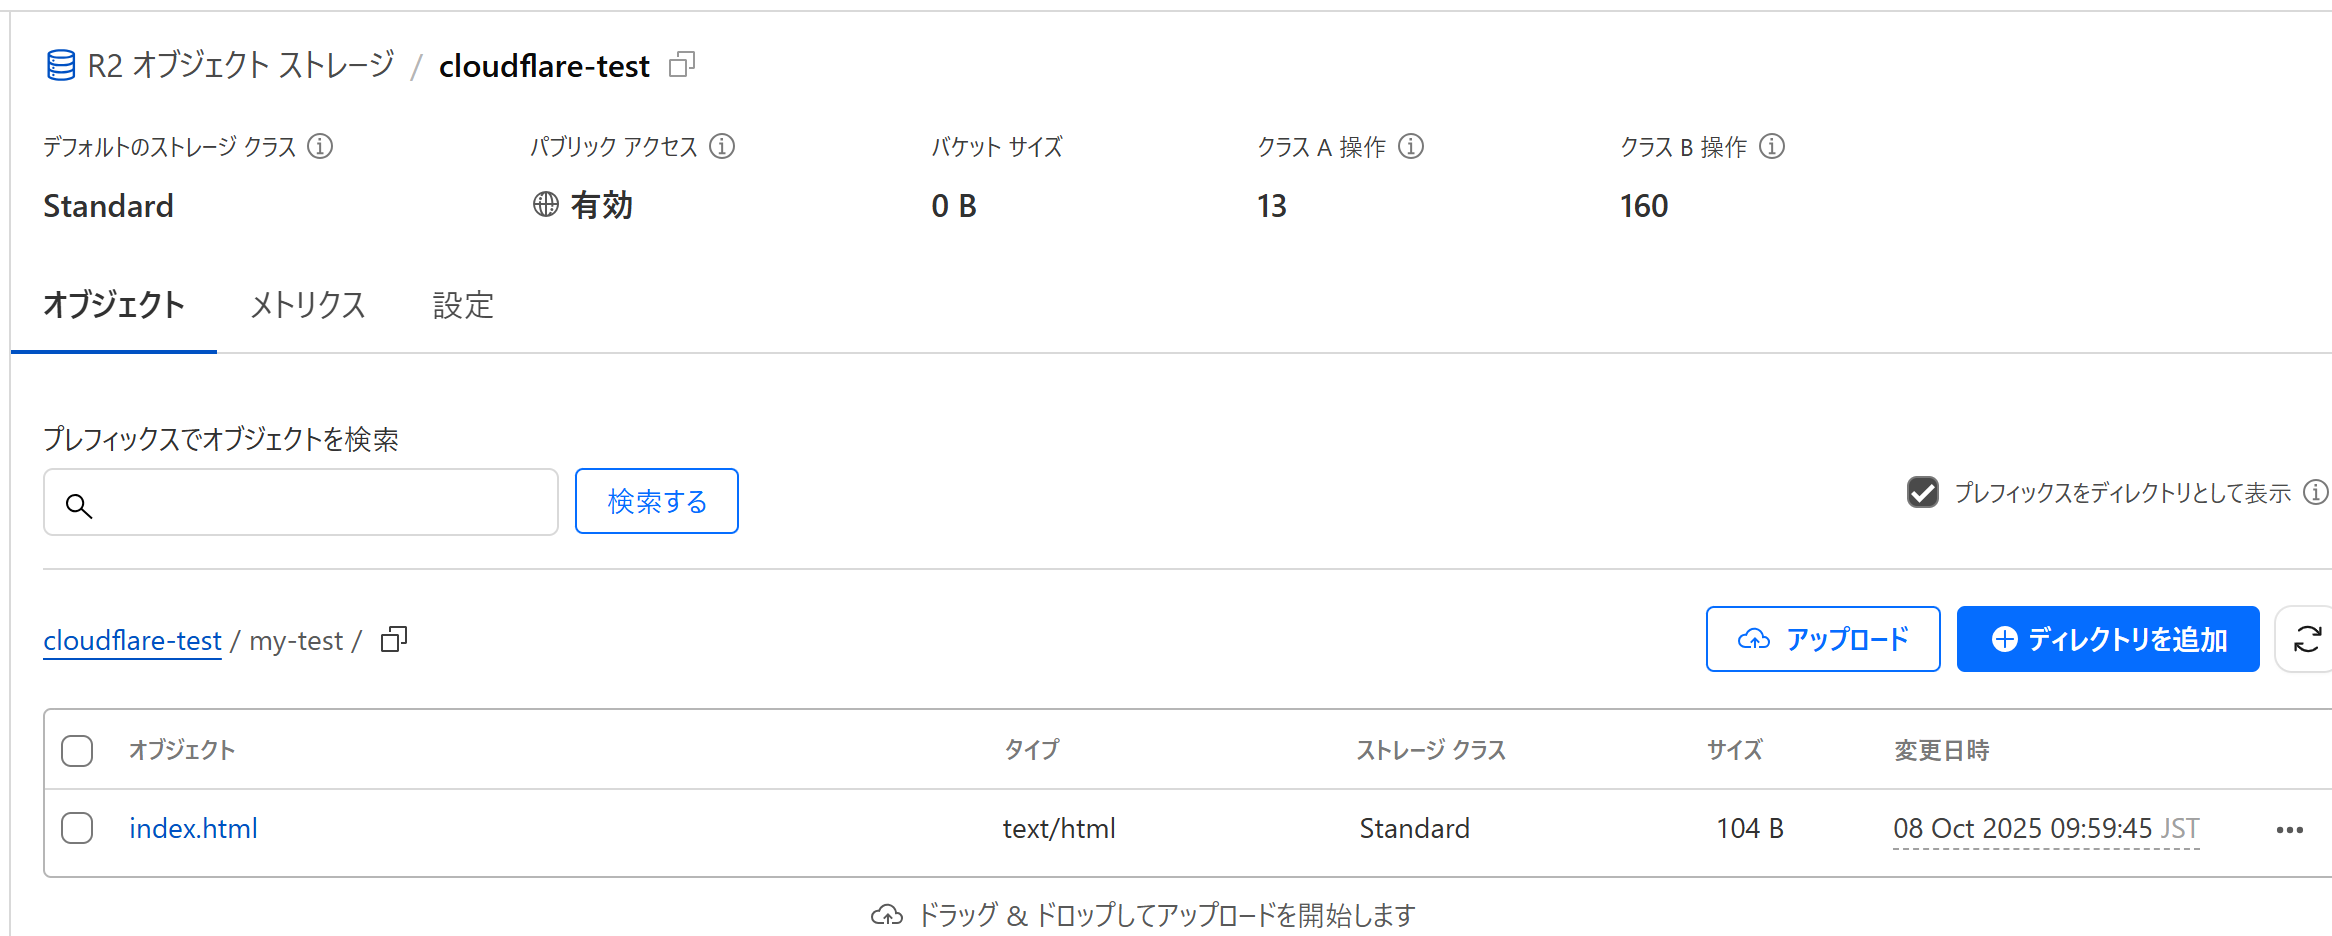 R2 オブジェクト ストレージ / cloudflare-test
デフォルトのストレージ クラス パブリック アクセス バケット サイズ クラス A 操作 クラス B 操作
Standard 有効 0 B 13 160
オブジェクト メトリクス 設定
プレフィックスでオブジェクトを検索
検索する プレフィックスをディレクトリとして表示
cloudflare-test / my-test / アップロード ディレクトリを追加
オブジェクト タイプ ストレージ クラス サイズ 変更日時
index.html text/html Standard 104 B 08 Oct 2025 09:59:45 JST
ドラッグ & ドロップしてアップロードを開始します